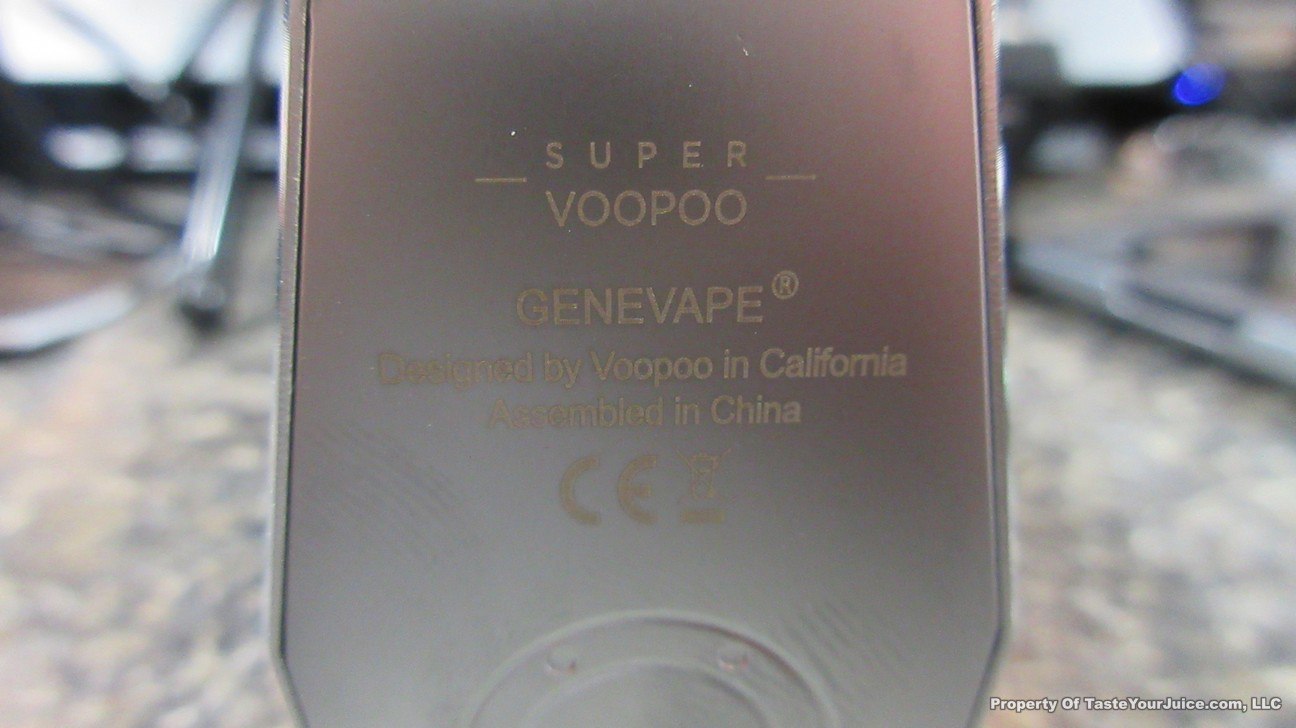 SUPER
VOOPOO
GENEVAPE®
Designed by Voopoo in California
Assembled in China
CE
Property Of TasteYourJuice.com, LLC